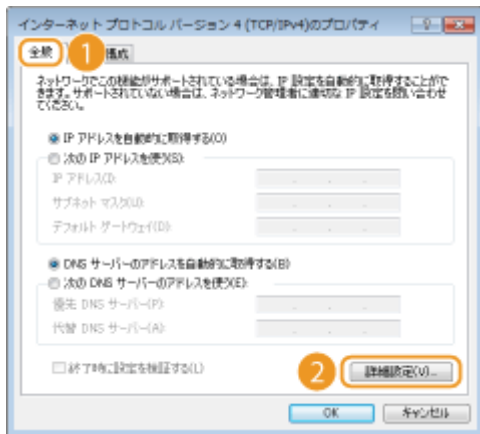 インターネット プロトコル バージョン 4 (TCP/IPv4)のプロパティ
全般
1
構成
ネットワークでこの機能がサポートされている場合は、IP 設定を自動的に取得することがで
きます。サポートされていない場合は、ネットワーク管理者に適切な IP 設定を問い合わせ
てください。
IP アドレスを自動的に取得する(O)
次の IP アドレスを使う(S):
IP アドレス(I):
サブネット マスク(U):
デフォルト ゲートウェイ(D):
DNS サーバーのアドレスを自動的に取得する(B)
次の DNS サーバーのアドレスを使う(E):
優先 DNS サーバー(P):
代替 DNS サーバー(A):
終了時に設定を検証する(L)
2
詳細設定(V)...
OK
キャンセル